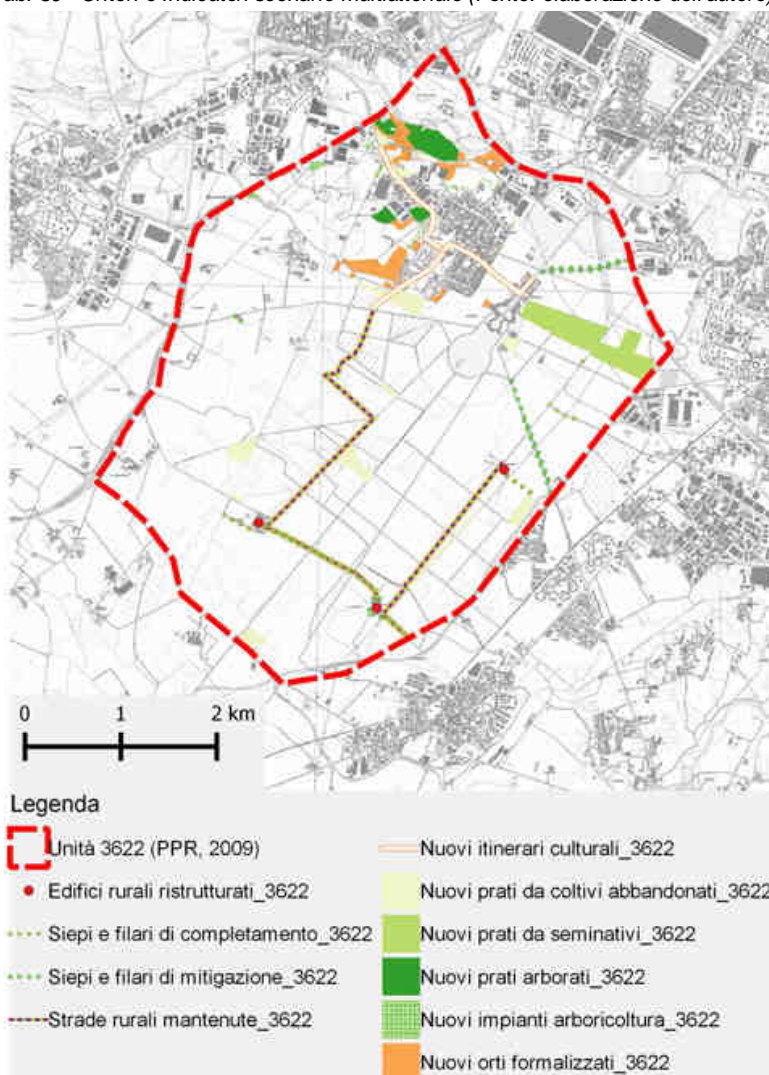 Criteri e indicatori scenario multiattoriale (Fonte: elaborazione dell'autore)
0 1 2 km
Legenda
Unità 3622 (PPR, 2009)
Edifici rurali ristrutturati_3622
Siepi e filari di completamento_3622
Siepi e filari di mitigazione_3622
Strade rurali mantenute_3622
Nuovi itinerari culturali_3622
Nuovi prati da coltivi abbandonati_3622
Nuovi prati da seminativi_3622
Nuovi prati arborati_3622
Nuovi impianti arboricoltura_3622
Nuovi orti formalizzati_3622